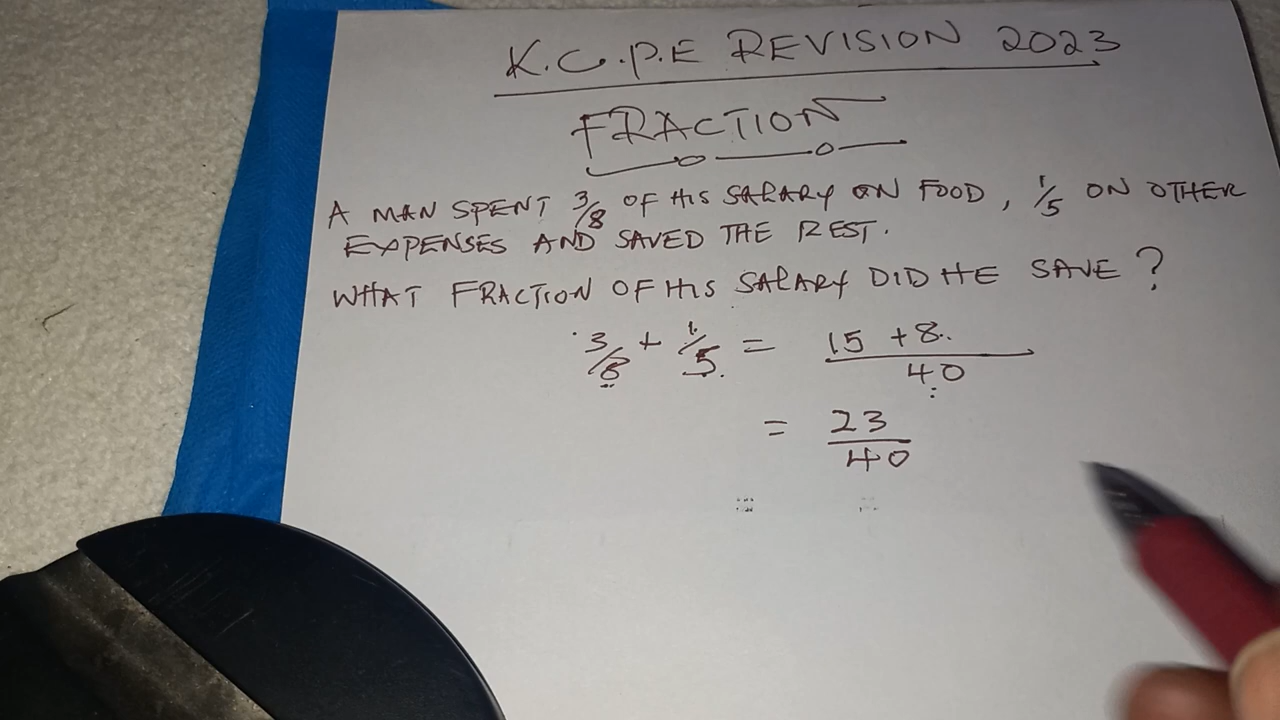 K.C.P.E REVISION 2023
FRACTION
A MAN SPENT 3/8 OF HIS SALARY ON FOOD, 1/5 ON OTHER
EXPENSES AND SAVED THE REST.
WHAT FRACTION OF HIS SALARY DID HE SAVE?
3/8 + 1/5 = 15 + 8 / 40
= 23 / 40